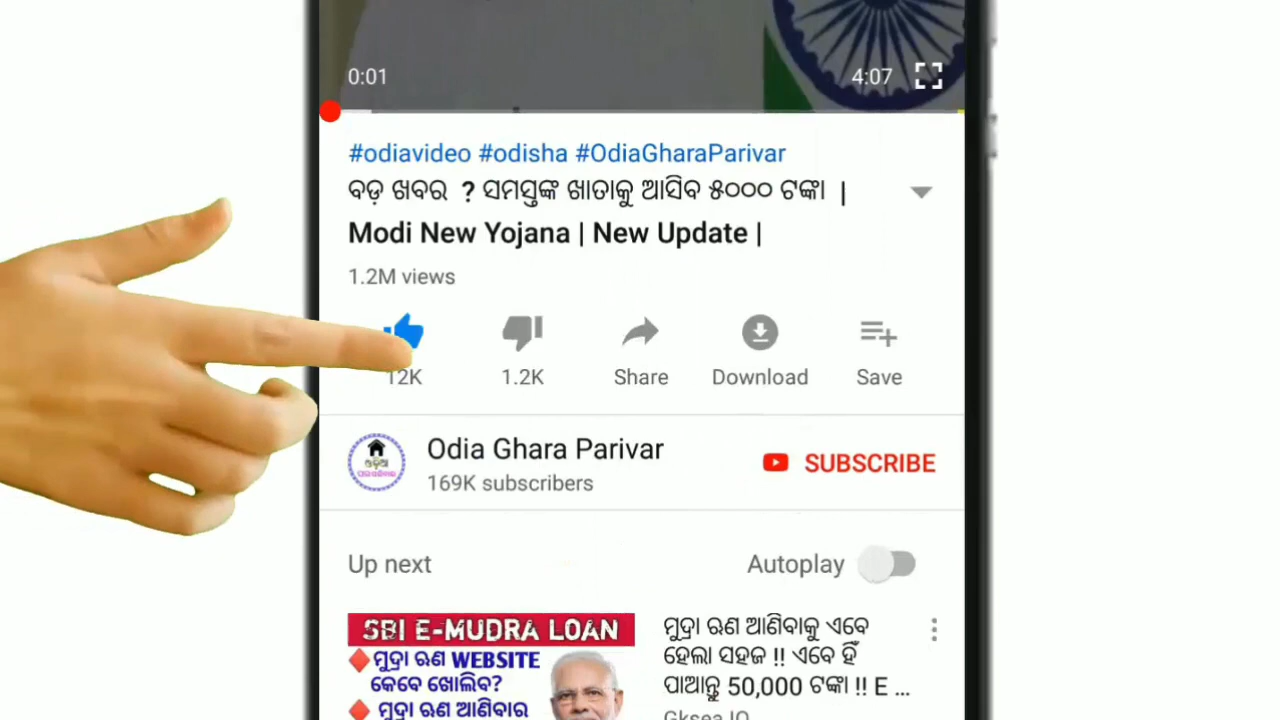 0:01 4:07
#odiavideo #odisha #OdiaGharaParivar
ବଡ଼ ଖବର ? ସମସ୍ତଙ୍କ ଖାତାକୁ ଆସିବ ୫୦୦୦ ଟଙ୍କା |
Modi New Yojana | New Update |
1.2M views
12K 1.2K Share Download Save
Odia Ghara Parivar
SUBSCRIBE
169K subscribers
Up next
Autoplay
SBI E-MUDRA LOAN
ମୁଦ୍ରା ଋଣ WEBSITE
କେବେ ଖୋଲିବ?
ମୁଦ୍ରା ଋଣ ଆଣିବାର
ମୁଦ୍ରା ଋଣ ଆଣିବାକୁ ଏବେ
ହେଲା ସହଜ !! ଏବେ ହିଁ
ପାଆନ୍ତୁ 50,000 ଟଙ୍କା !! E ...